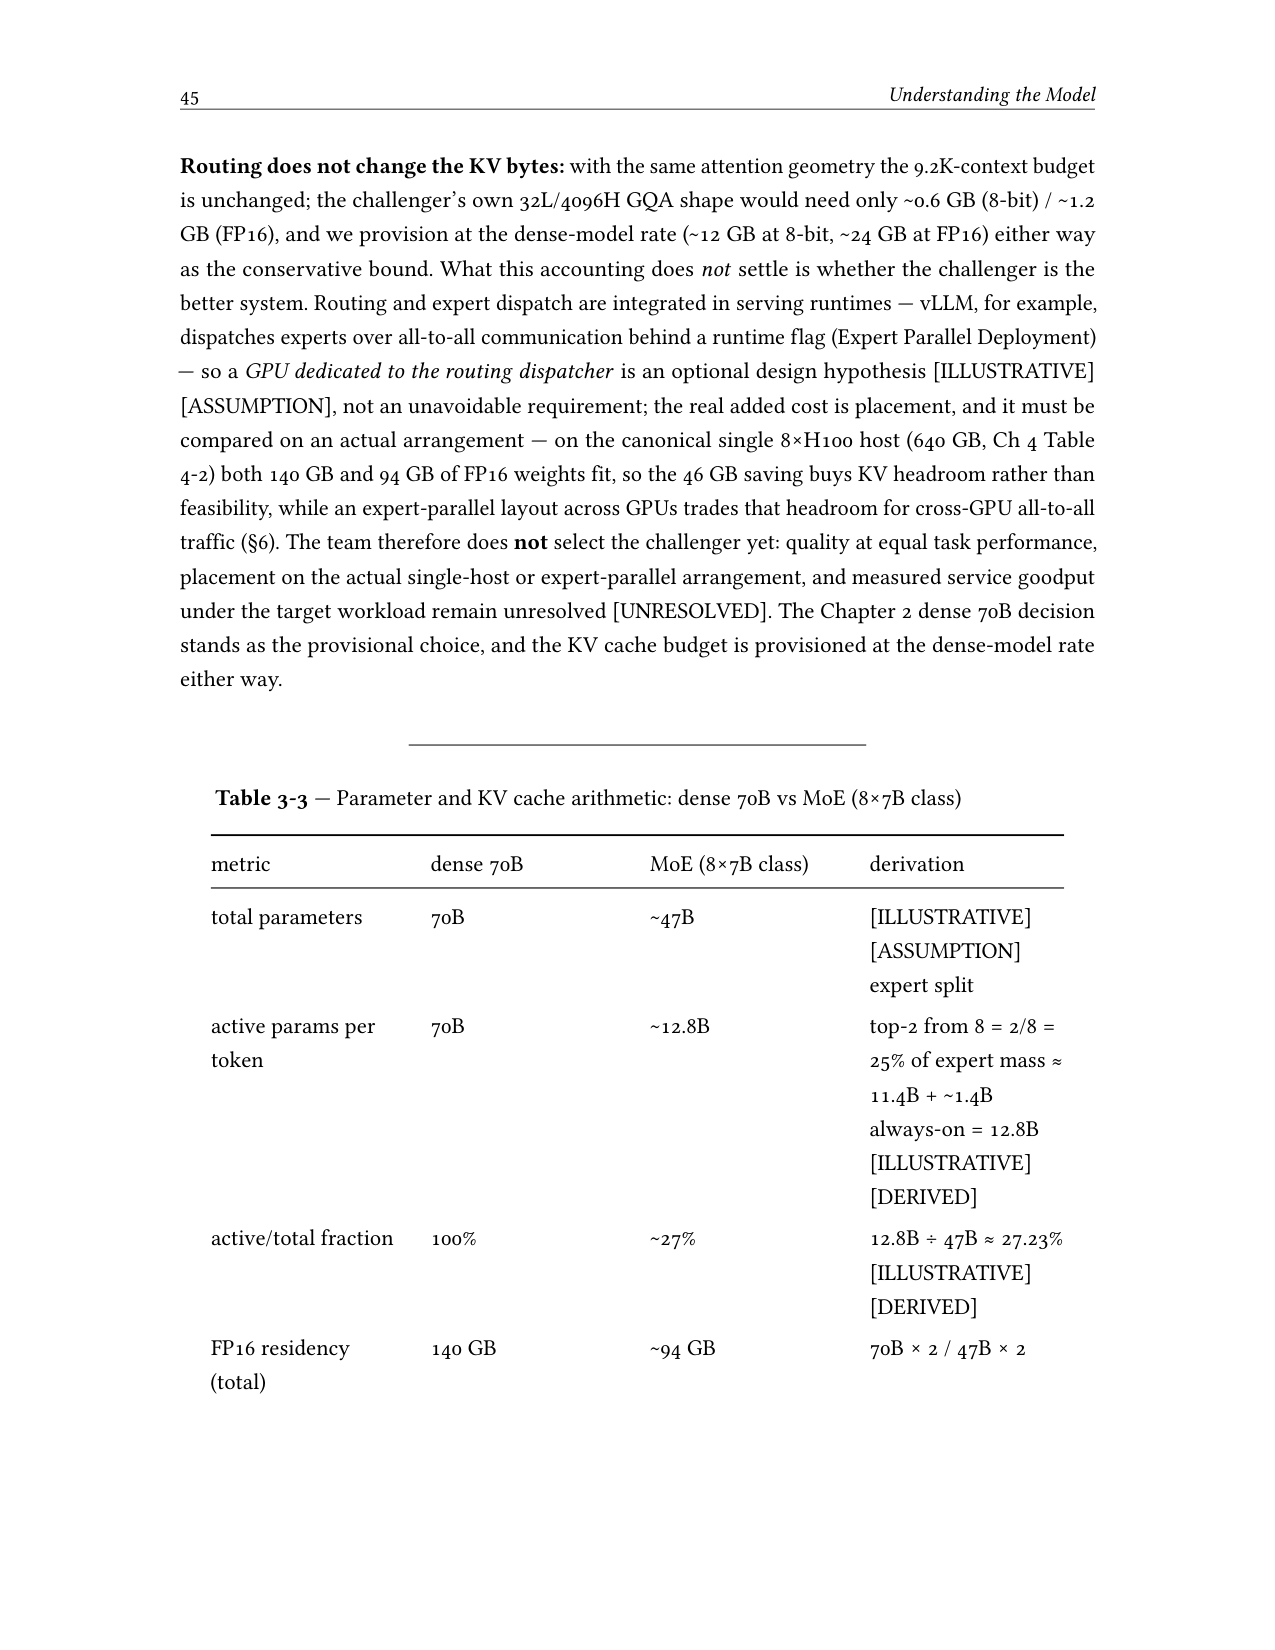 45 Understanding the Model
Routing does not change the KV bytes: with the same attention geometry the 9.2K-context budget
is unchanged; the challenger’s own 32L/4096H GQA shape would need only ~0.6 GB (8-bit) / ~1.2
GB (FP16), and we provision at the dense-model rate (~12 GB at 8-bit, ~24 GB at FP16) either way
as the conservative bound. What this accounting does not settle is whether the challenger is the
better system. Routing and expert dispatch are integrated in serving runtimes — vLLM, for example,
dispatches experts over all-to-all communication behind a runtime flag (Expert Parallel Deployment)
— so a GPU dedicated to the routing dispatcher is an optional design hypothesis [ILLUSTRATIVE]
[ASSUMPTION], not an unavoidable requirement; the real added cost is placement, and it must be
compared on an actual arrangement — on the canonical single 8×H100 host (640 GB, Ch 4 Table
4-2) both 140 GB and 94 GB of FP16 weights fit, so the 46 GB saving buys KV headroom rather than
feasibility, while an expert-parallel layout across GPUs trades that headroom for cross-GPU all-to-all
traffic (§6). The team therefore does not select the challenger yet: quality at equal task performance,
placement on the actual single-host or expert-parallel arrangement, and measured service goodput
under the target workload remain unresolved [UNRESOLVED]. The Chapter 2 dense 70B decision
stands as the provisional choice, and the KV cache budget is provisioned at the dense-model rate
either way.
Table 3-3 — Parameter and KV cache arithmetic: dense 70B vs MoE (8×7B class)
metric dense 70B MoE (8×7B class) derivation
total parameters 70B ~47B [ILLUSTRATIVE]
[ASSUMPTION]
expert split
active params per 70B ~12.8B top-2 from 8 = 2/8 =
token 25% of expert mass ≈
11.4B + ~1.4B
always-on = 12.8B
[ILLUSTRATIVE]
[DERIVED]
active/total fraction 100% ~27% 12.8B ÷ 47B ≈ 27.23%
[ILLUSTRATIVE]
[DERIVED]
FP16 residency 140 GB ~94 GB 70B × 2 / 47B × 2
(total)